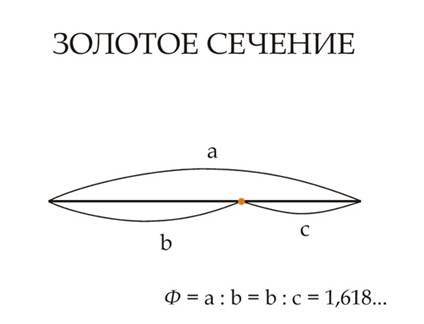 ЗОЛОТОЕ СЕЧЕНИЕ
a
b
c
Φ = a : b = b : c = 1,618...